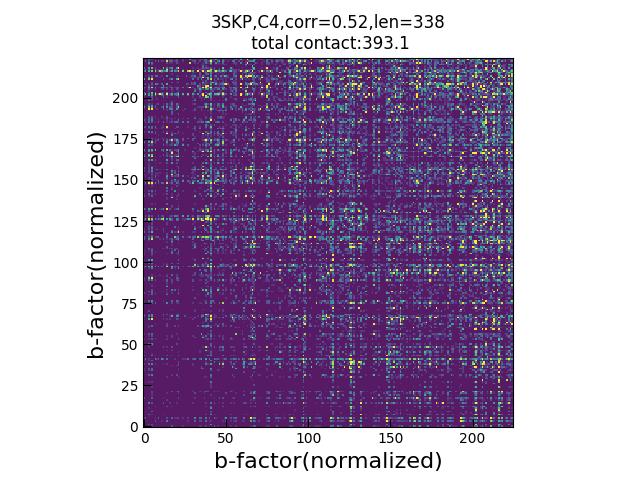 3SKP,C4,corr=0.52,len=338
total contact:393.1
b-factor(normalized)
200
175
150
125
100
75
50
25
0
0 50 100 150 200
b-factor(normalized)